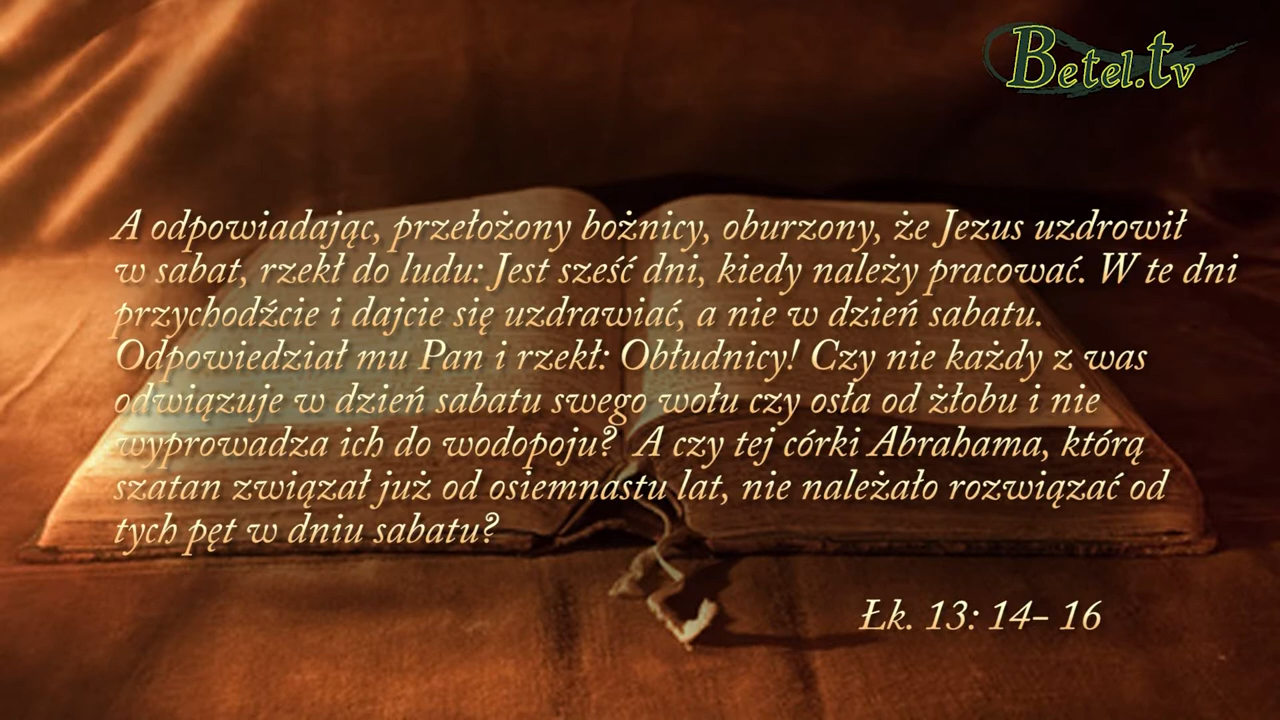 Betel.tv
A odpowiadając, przełożony bożnicy, oburzony, że Jezus uzdrowił
w sabat, rzekł do ludu: Jest sześć dni, kiedy należy pracować. W te dni
przychodźcie i dajcie się uzdrawiać, a nie w dzień sabatu.
Odpowiedział mu Pan i rzekł: Obłudnicy! Czy nie każdy z was
odwiązuje w dzień sabatu swego wołu czy osła od żłobu i nie
wyprowadza ich do wodopoju? A czy tej córki Abrahama, którą
szatan związał już od osiemnastu lat, nie należało rozwiązać od
tych pęt w dniu sabatu?
Łk. 13: 14- 16